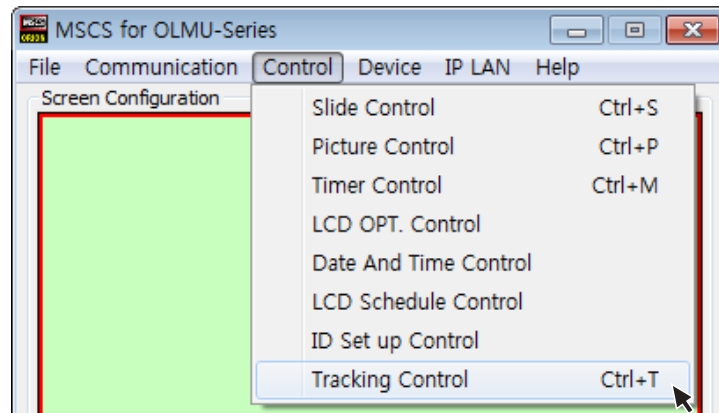 MSCS ORION MSCS for OLMU-Series
File Communication Control Device IP LAN Help
Screen Configuration
Slide Control Ctrl+S
Picture Control Ctrl+P
Timer Control Ctrl+M
LCD OPT. Control
Date And Time Control
LCD Schedule Control
ID Set up Control
Tracking Control Ctrl+T